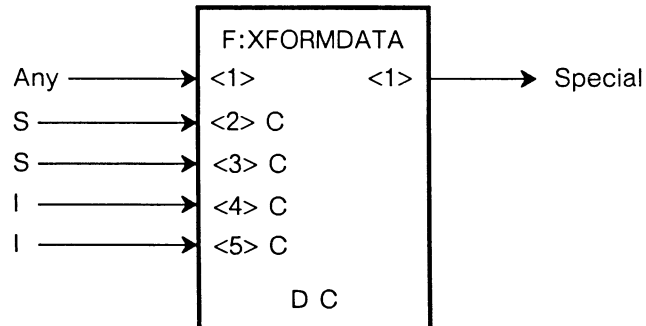 F:XFORMDATA
Any <1> <1> Special
S <2> C
S <3> C
I <4> C
I <5> C
D C